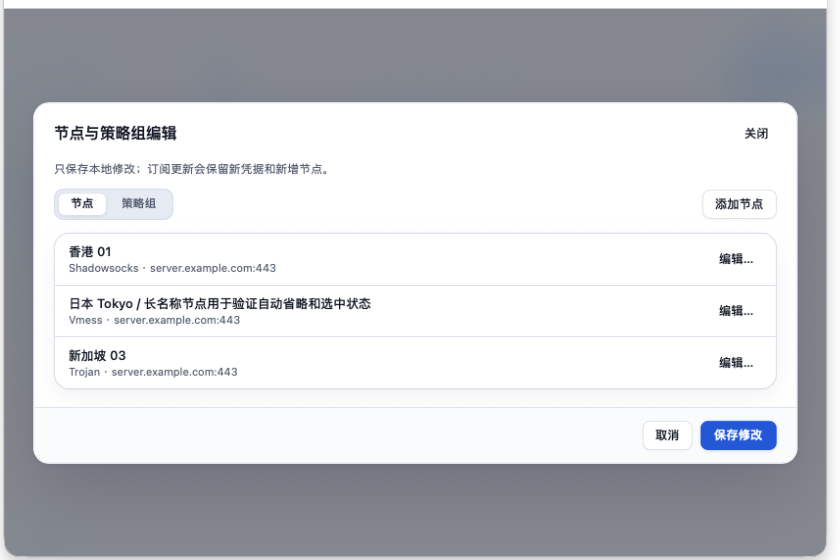 节点与策略组编辑
关闭
只保存本地修改；订阅更新会保留新凭据和新增节点。
节点
策略组
添加节点
香港 01
Shadowsocks · server.example.com:443
编辑...
日本 Tokyo / 长名称节点用于验证自动省略和选中状态
Vmess · server.example.com:443
编辑...
新加坡 03
Trojan · server.example.com:443
编辑...
取消
保存修改